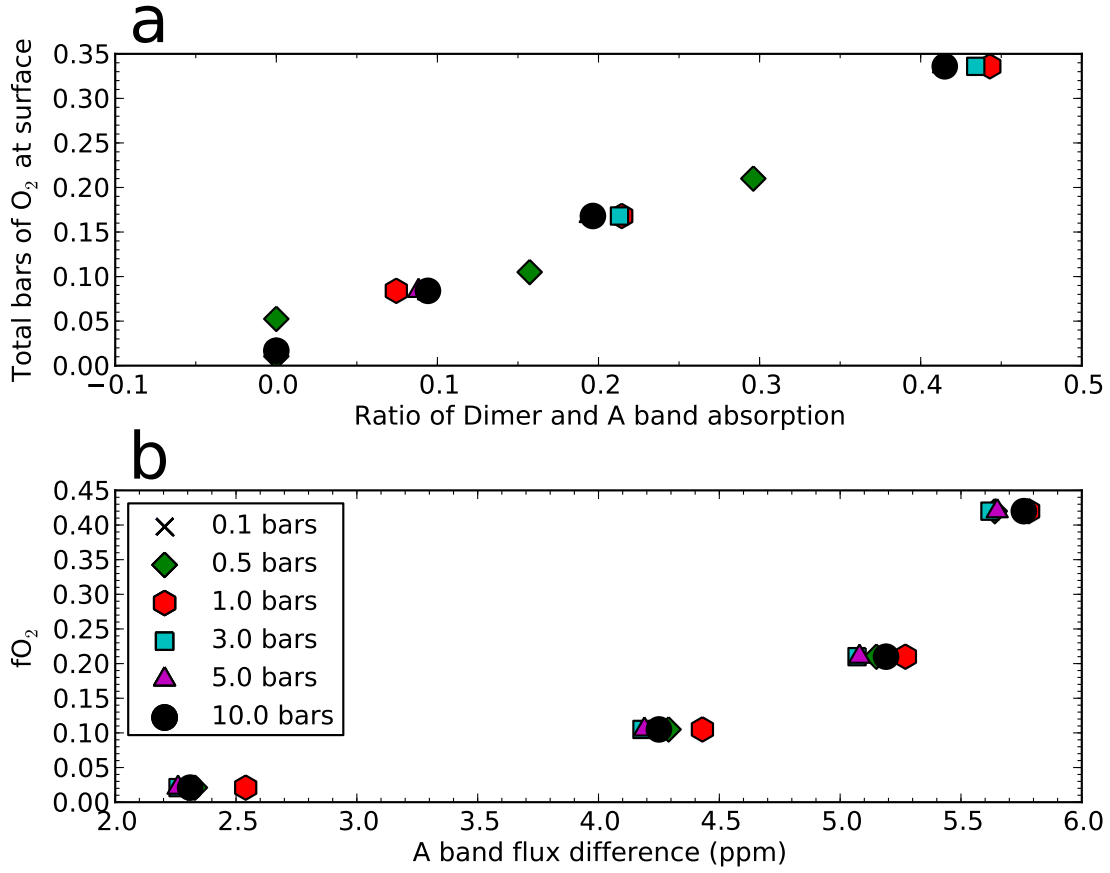 a
Total bars of O₂ at surface
0.35
0.30
0.25
0.20
0.15
0.10
0.05
0.00
−0.1 0.0 0.1 0.2 0.3 0.4 0.5
Ratio of Dimer and A band absorption
b
fO₂
0.45
0.40
0.35
0.30
0.25
0.20
0.15
0.10
0.05
0.00
0.1 bars
0.5 bars
1.0 bars
3.0 bars
5.0 bars
10.0 bars
2.0 2.5 3.0 3.5 4.0 4.5 5.0 5.5 6.0
A band flux difference (ppm)